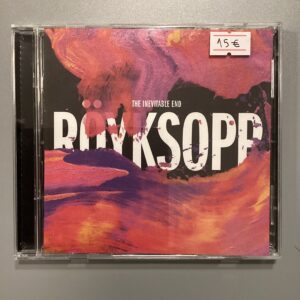 15€
THE INEVITABLE END
RÖYKSOPP